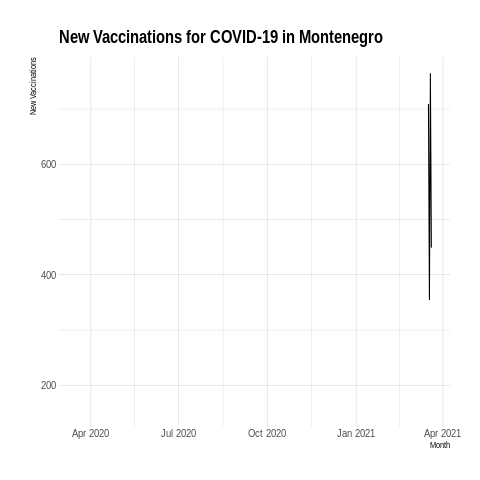 New Vaccinations for COVID-19 in Montenegro
New Vaccinations
600
400
200
Apr 2020 Jul 2020 Oct 2020 Jan 2021 Apr 2021
Month